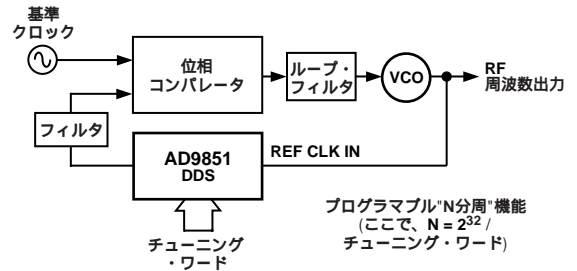 基準
クロック
位相
コンパレータ
ループ・
フィルタ
VCO
RF
周波数出力
フィルタ
AD9851
DDS
REF CLK IN
チューニング
・ワード
プログラマブル"N分周"機能
(ここで、N = 2³² /
チューニング・ワード)